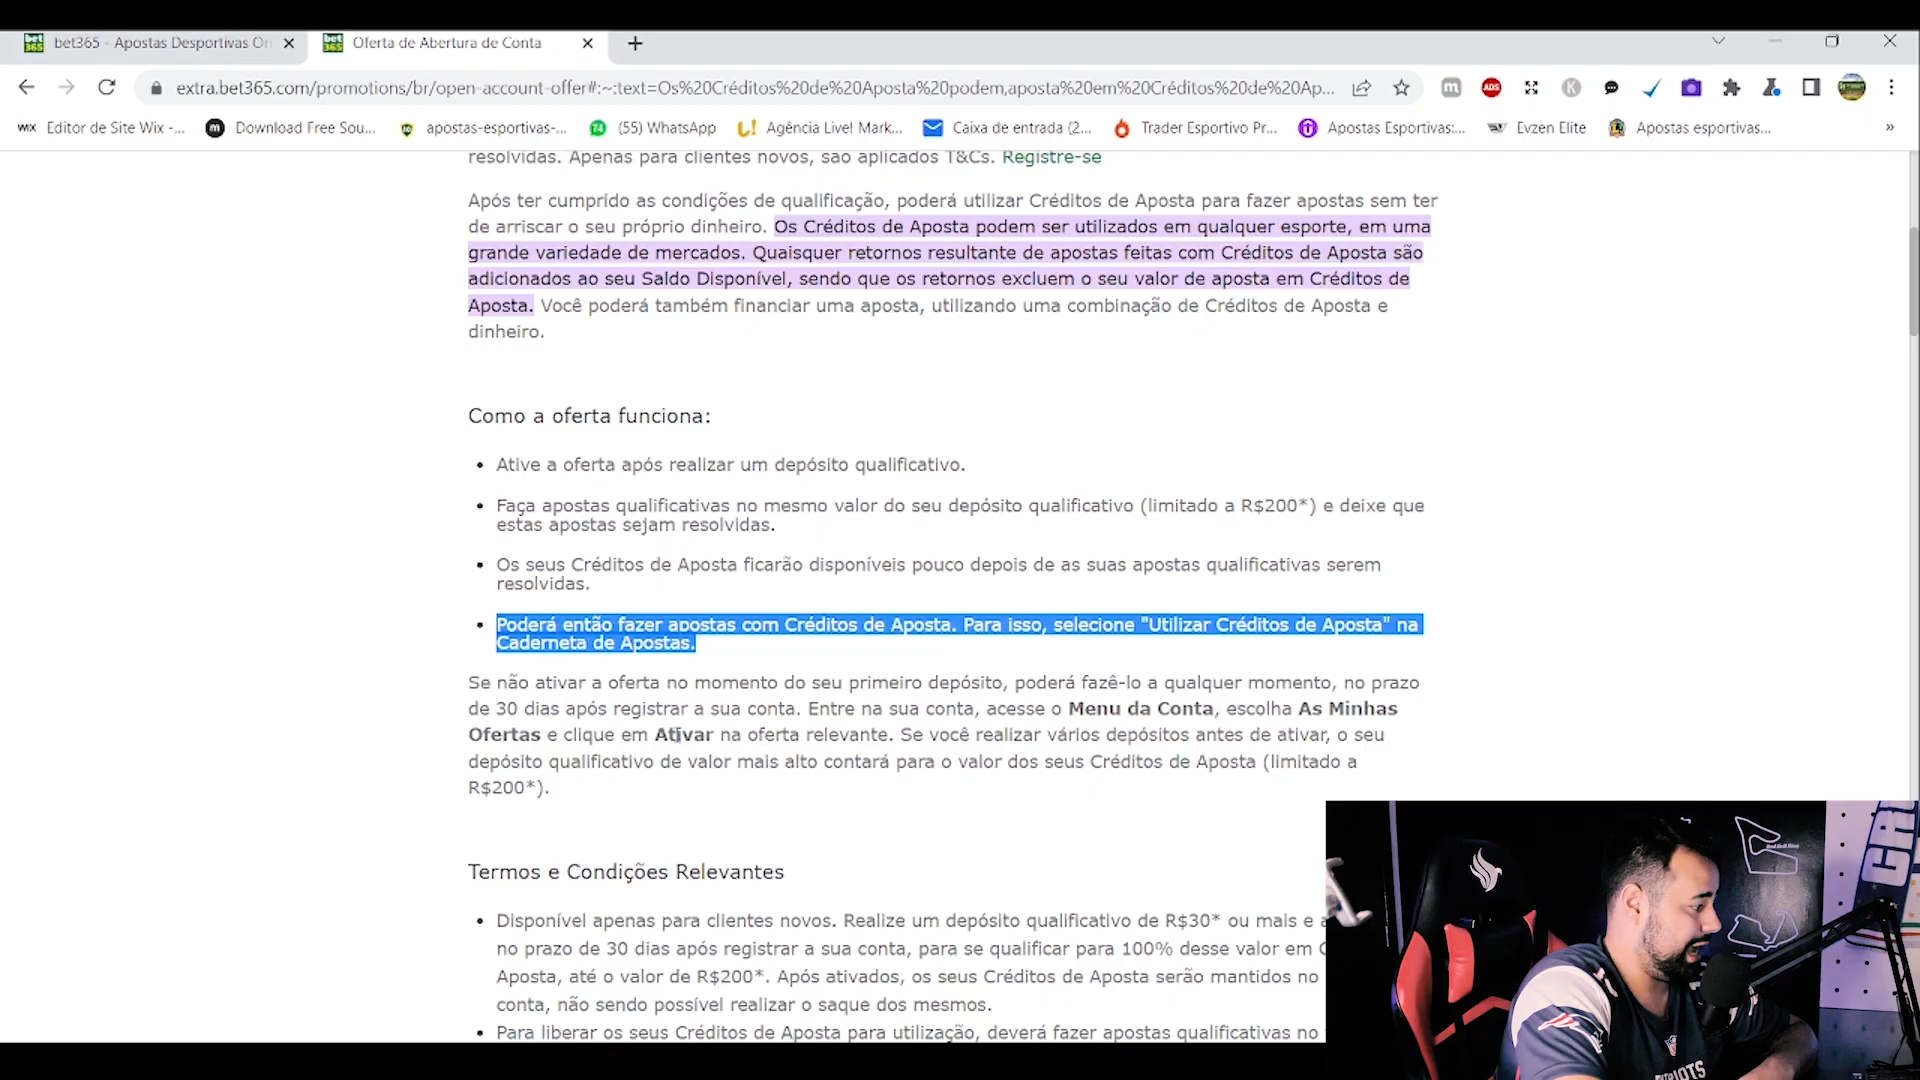 bet365 - Apostas Desportivas On
Oferta de Abertura de Conta
extra.bet365.com/promotions/br/open-account-offer#:~:text=Os%20Créditos%20de%20Aposta%20podem,aposta%20em%20Créditos%20de%20Ap...
Editor de Site Wix -...
Download Free Sou...
apostas-esportivas-...
(55) WhatsApp
Agência Live! Mark...
Caixa de entrada (2...
Trader Esportivo Pr...
Apostas Esportivas:...
Evzen Elite
Apostas esportivas...
resolvidas. Apenas para clientes novos, são aplicados T&Cs. Registre-se
Após ter cumprido as condições de qualificação, poderá utilizar Créditos de Aposta para fazer apostas sem ter
de arriscar o seu próprio dinheiro. Os Créditos de Aposta podem ser utilizados em qualquer esporte, em uma
grande variedade de mercados. Quaisquer retornos resultante de apostas feitas com Créditos de Aposta são
adicionados ao seu Saldo Disponível, sendo que os retornos excluem o seu valor de aposta em Créditos de
Aposta. Você poderá também financiar uma aposta, utilizando uma combinação de Créditos de Aposta e
dinheiro.
Como a oferta funciona:
• Ative a oferta após realizar um depósito qualificativo.
• Faça apostas qualificativas no mesmo valor do seu depósito qualificativo (limitado a R$200*) e deixe que
estas apostas sejam resolvidas.
• Os seus Créditos de Aposta ficarão disponíveis pouco depois de as suas apostas qualificativas serem
resolvidas.
• Poderá então fazer apostas com Créditos de Aposta. Para isso, selecione "Utilizar Créditos de Aposta" na
Caderneta de Apostas.
Se não ativar a oferta no momento do seu primeiro depósito, poderá fazê-lo a qualquer momento, no prazo
de 30 dias após registrar a sua conta. Entre na sua conta, acesse o Menu da Conta, escolha As Minhas
Ofertas e clique em Ativar na oferta relevante. Se você realizar vários depósitos antes de ativar, o seu
depósito qualificativo de valor mais alto contará para o valor dos seus Créditos de Aposta (limitado a
R$200*).
Termos e Condições Relevantes
• Disponível apenas para clientes novos. Realize um depósito qualificativo de R$30* ou mais e a
no prazo de 30 dias após registrar a sua conta, para se qualificar para 100% desse valor em C
Aposta, até o valor de R$200*. Após ativados, os seus Créditos de Aposta serão mantidos no
conta, não sendo possível realizar o saque dos mesmos.
• Para liberar os seus Créditos de Aposta para utilização, deverá fazer apostas qualificativas no